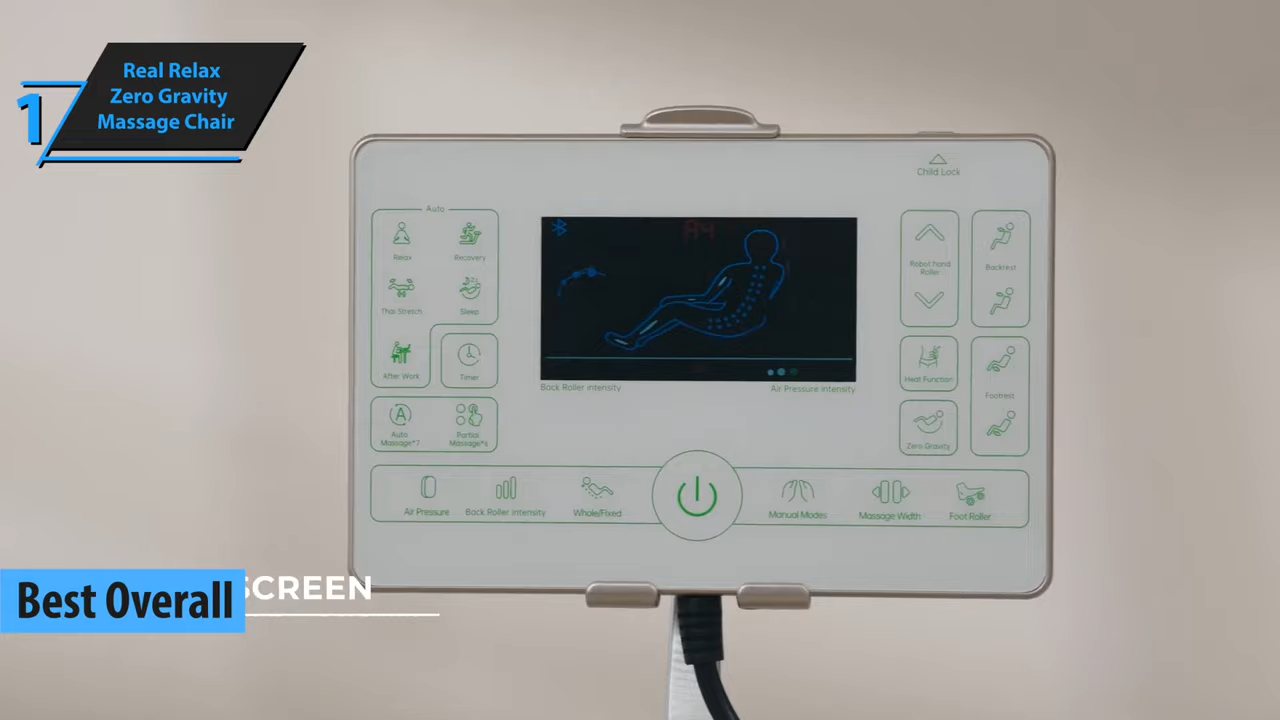 1
Real Relax
Zero Gravity
Massage Chair
Child Lock
Auto
Relax
Recovery
Thai Stretch
Sleep
After Work
Timer
Auto
Massage*7
Partial
Massage*6
A4
Back Roller intensity
Air Pressure intensity
Robot hand
Roller
Backrest
Held Function
Footrest
Zero Gravity
Air Pressure
Back Roller intensity
Whole/Fixed
Manual Modes
Massage Width
Foot Roller
Best Overall
SCREEN